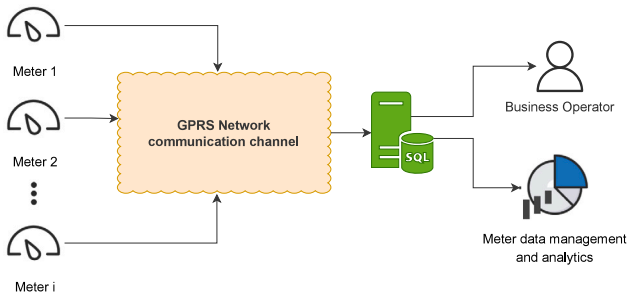 Meter 1
GPRS Network
communication channel
Meter 2
Meter i
SQL
Business Operator
Meter data management
and analytics